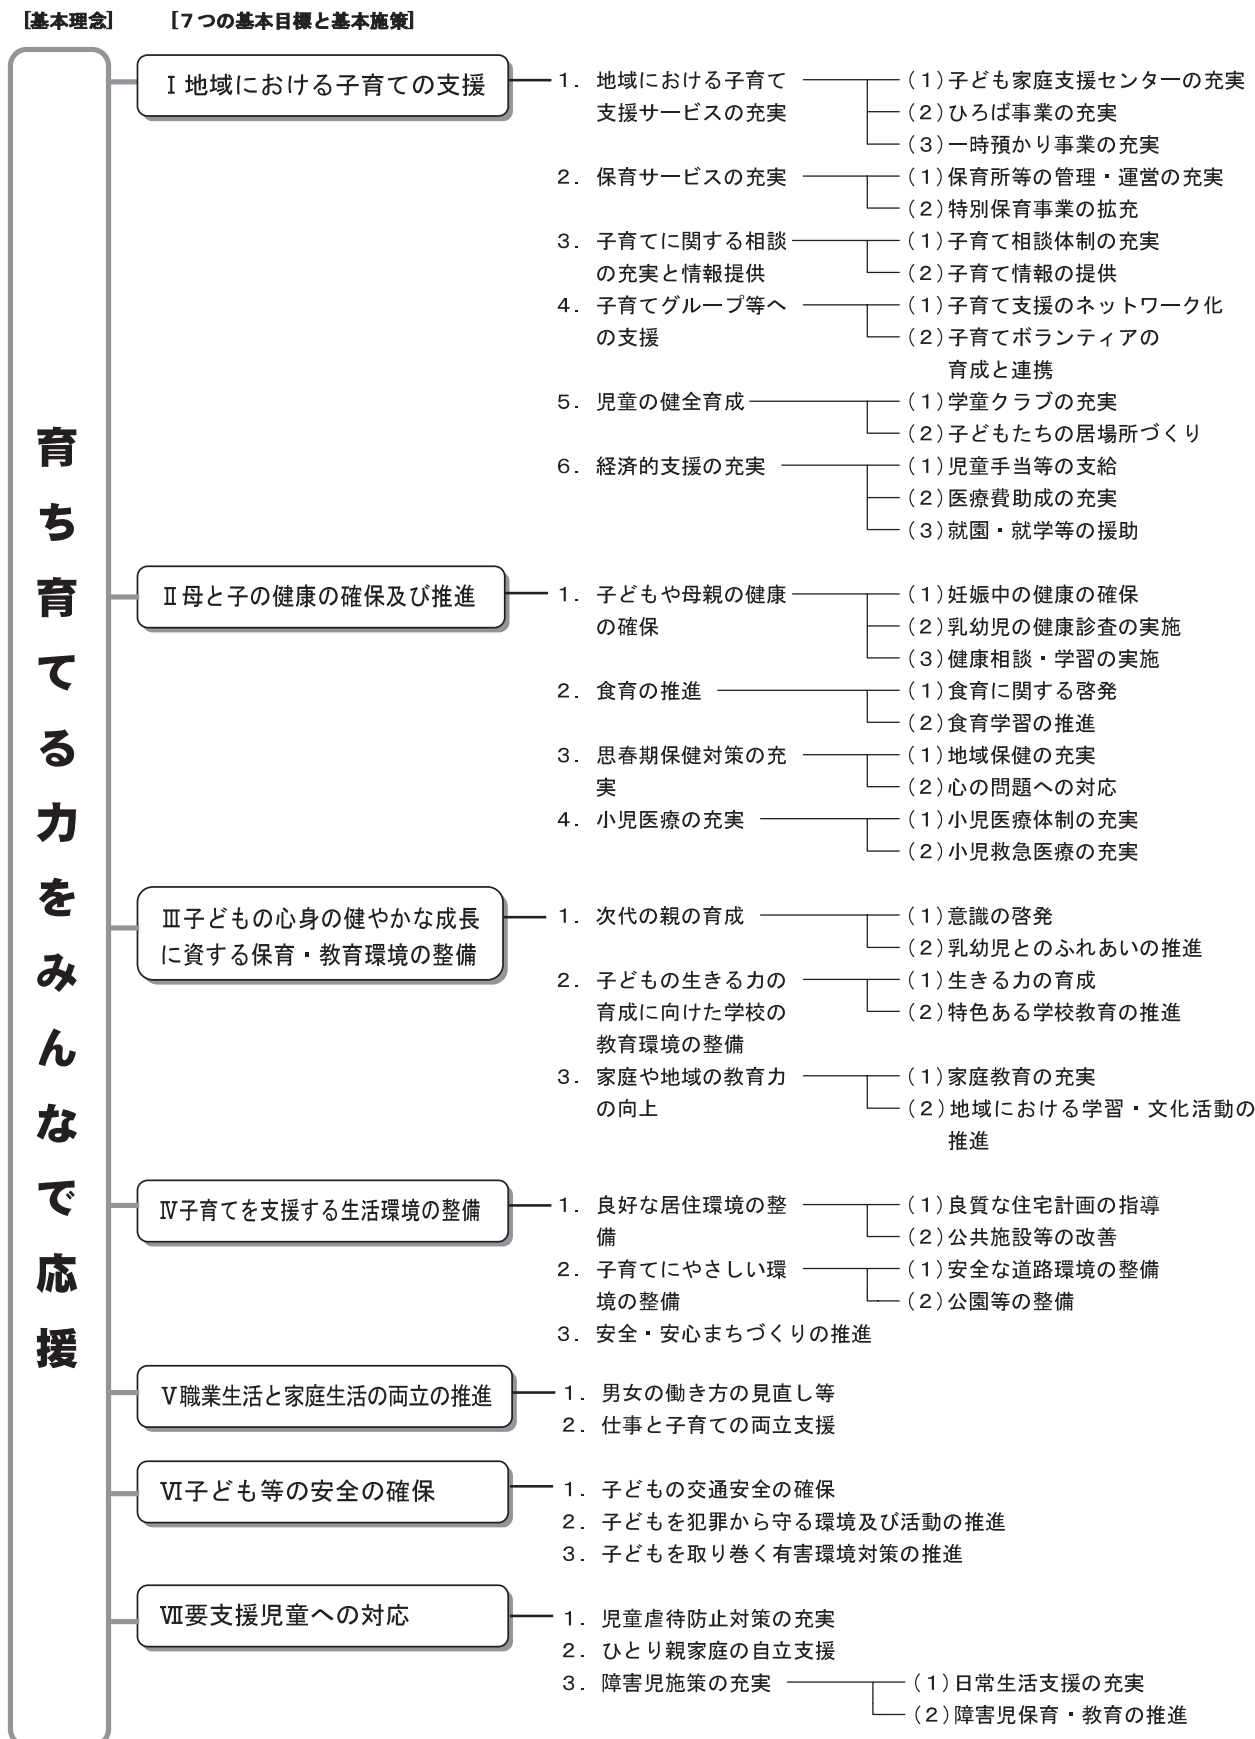 [基本理念] [７つの基本目標と基本施策]
育ち育てる力をみんなで応援
Ⅰ地域における子育ての支援
１．地域における子育て
支援サービスの充実
（１）子ども家庭支援センターの充実
（２）ひろば事業の充実
（３）一時預かり事業の充実
２．保育サービスの充実
（１）保育所等の管理・運営の充実
（２）特別保育事業の拡充
３．子育てに関する相談
の充実と情報提供
（１）子育て相談体制の充実
（２）子育て情報の提供
４．子育てグループ等へ
の支援
（１）子育て支援のネットワーク化
（２）子育てボランティアの
育成と連携
５．児童の健全育成
（１）学童クラブの充実
（２）子どもたちの居場所づくり
６．経済的支援の充実
（１）児童手当等の支給
（２）医療費助成の充実
（３）就園・就学等の援助
Ⅱ母と子の健康の確保及び推進
１．子どもや母親の健康
の確保
（１）妊娠中の健康の確保
（２）乳幼児の健康診査の実施
（３）健康相談・学習の実施
２．食育の推進
（１）食育に関する啓発
（２）食育学習の推進
３．思春期保健対策の充
実
（１）地域保健の充実
（２）心の問題への対応
４．小児医療の充実
（１）小児医療体制の充実
（２）小児救急医療の充実
Ⅲ子どもの心身の健やかな成長
に資する保育・教育環境の整備
１．次代の親の育成
（１）意識の啓発
（２）乳幼児とのふれあいの推進
２．子どもの生きる力の
育成に向けた学校の
教育環境の整備
（１）生きる力の育成
（２）特色ある学校教育の推進
３．家庭や地域の教育力
の向上
（１）家庭教育の充実
（２）地域における学習・文化活動の
推進
Ⅳ子育てを支援する生活環境の整備
１．良好な居住環境の整
備
（１）良質な住宅計画の指導
（２）公共施設等の改善
２．子育てにやさしい環
境の整備
（１）安全な道路環境の整備
（２）公園等の整備
３．安全・安心まちづくりの推進
Ⅴ職業生活と家庭生活の両立の推進
１．男女の働き方の見直し等
２．仕事と子育ての両立支援
Ⅵ子ども等の安全の確保
１．子どもの交通安全の確保
２．子どもを犯罪から守る環境及び活動の推進
３．子どもを取り巻く有害環境対策の推進
Ⅶ要支援児童への対応
１．児童虐待防止対策の充実
２．ひとり親家庭の自立支援
３．障害児施策の充実
（１）日常生活支援の充実
（２）障害児保育・教育の推進